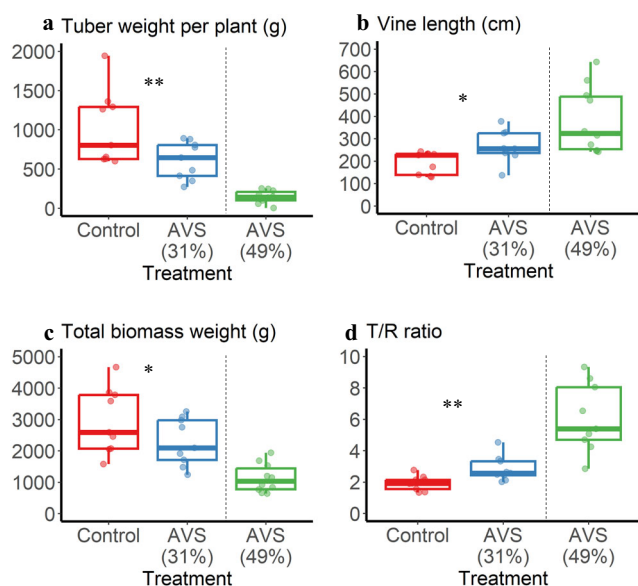 a Tuber weight per plant (g)
2000
1500
1000
500
0
**
Control
AVS
(31%)
AVS
(49%)
Treatment
b Vine length (cm)
700
600
500
400
300
200
100
0
*
Control
AVS
(31%)
AVS
(49%)
Treatment
c Total biomass weight (g)
5000
4000
3000
2000
1000
0
*
Control
AVS
(31%)
AVS
(49%)
Treatment
d T/R ratio
10
8
6
4
2
0
**
Control
AVS
(31%)
AVS
(49%)
Treatment